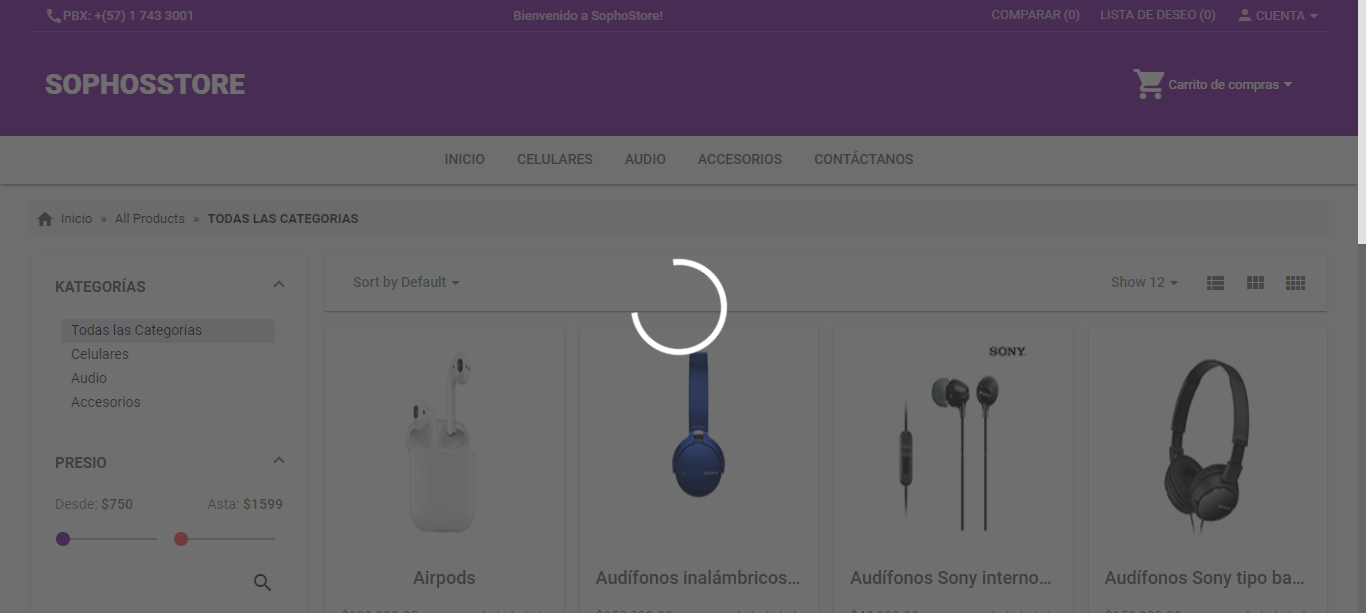 PBX: +(57) 1 743 3001
Bienvenido a SophoStore!
COMPARAR (0) LISTA DE DESEO (0) CUENTA
SOPHOSSTORE
Carrito de compras
INICIO CELULARES AUDIO ACCESORIOS CONTÁCTANOS
Inicio » All Products » TODAS LAS CATEGORIAS
KATEGORÍAS
Todas las Categorias
Celulares
Audio
Accesorios
PRESIO
Desde: $750 Asta: $1599
Sort by Default
Show 12
SONY
Airpods
Audífonos inalámbricos...
Audífonos Sony interno...
Audífonos Sony tipo ba...